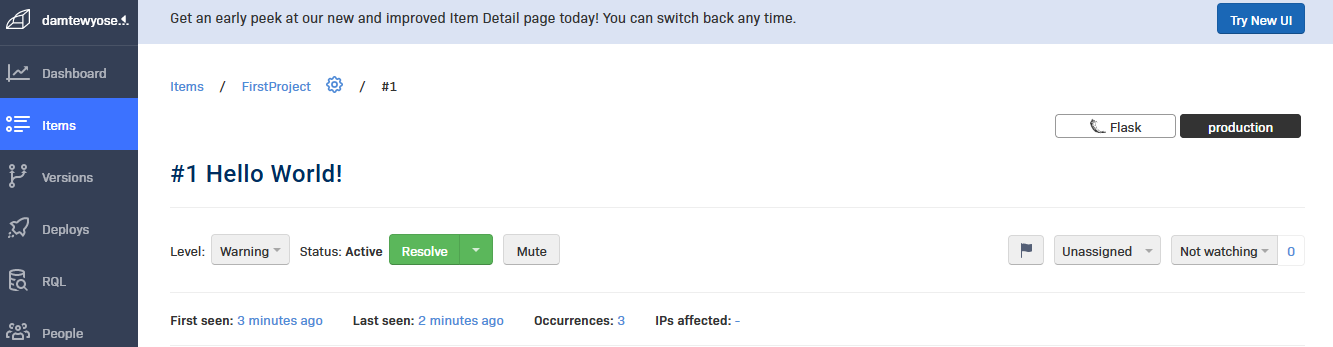 damtewyose...
Dashboard
Items
Versions
Deploys
RQL
People
Get an early peek at our new and improved Item Detail page today! You can switch back any time.
Try New UI
Items / FirstProject / #1
Flask
production
#1 Hello World!
Level: Warning Status: Active Resolve Mute
Unassigned Not watching 0
First seen: 3 minutes ago Last seen: 2 minutes ago Occurrences: 3 IPs affected: -